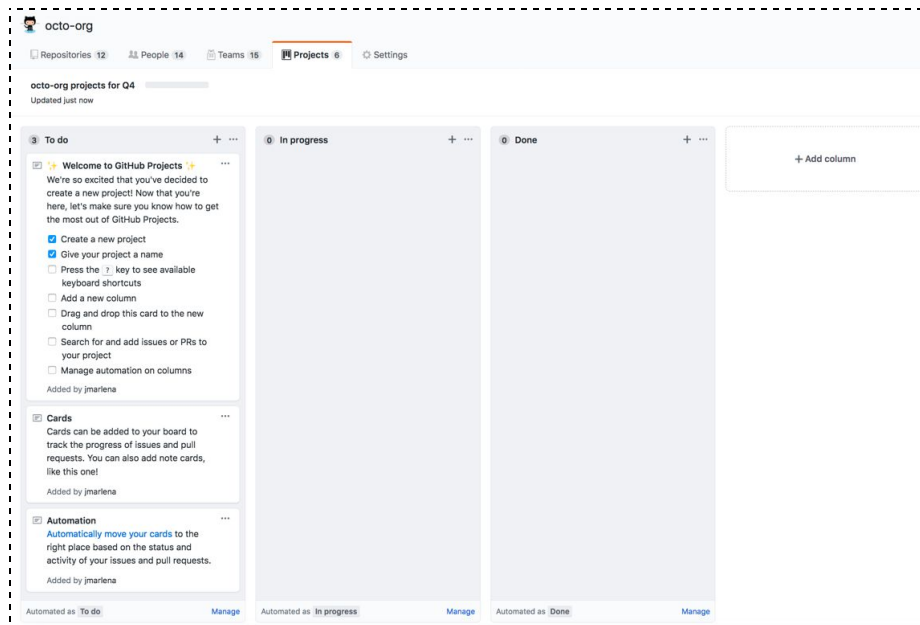 octo-org
Repositories 12 People 14 Teams 15 Projects 6 Settings
octo-org projects for Q4
Updated just now
3 To do + ...
✨ Welcome to GitHub Projects ✨ ...
We're so excited that you've decided to
create a new project! Now that you're
here, let's make sure you know how to get
the most out of GitHub Projects.
Create a new project
Give your project a name
Press the ? key to see available
keyboard shortcuts
Add a new column
Drag and drop this card to the new
column
Search for and add issues or PRs to
your project
Manage automation on columns
Added by jmarlena
Cards ...
Cards can be added to your board to
track the progress of issues and pull
requests. You can also add note cards,
like this one!
Added by jmarlena
Automation ...
Automatically move your cards to the
right place based on the status and
activity of your issues and pull requests.
Added by jmarlena
Automated as To do Manage
0 In progress + ...
Automated as In progress Manage
0 Done + ...
Automated as Done Manage
+ Add column